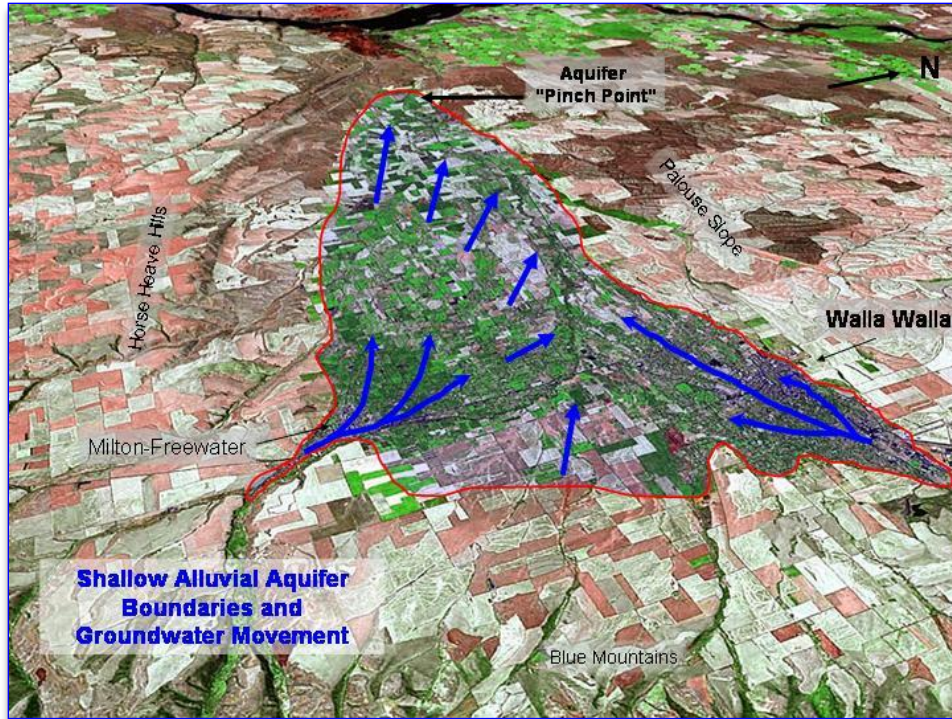 Aquifer
"Pinch Point"
N
Palouse Slope
Horse Heave Hills
Walla Walla
Milton-Freewater
Shallow Alluvial Aquifer
Boundaries and
Groundwater Movement
Blue Mountains